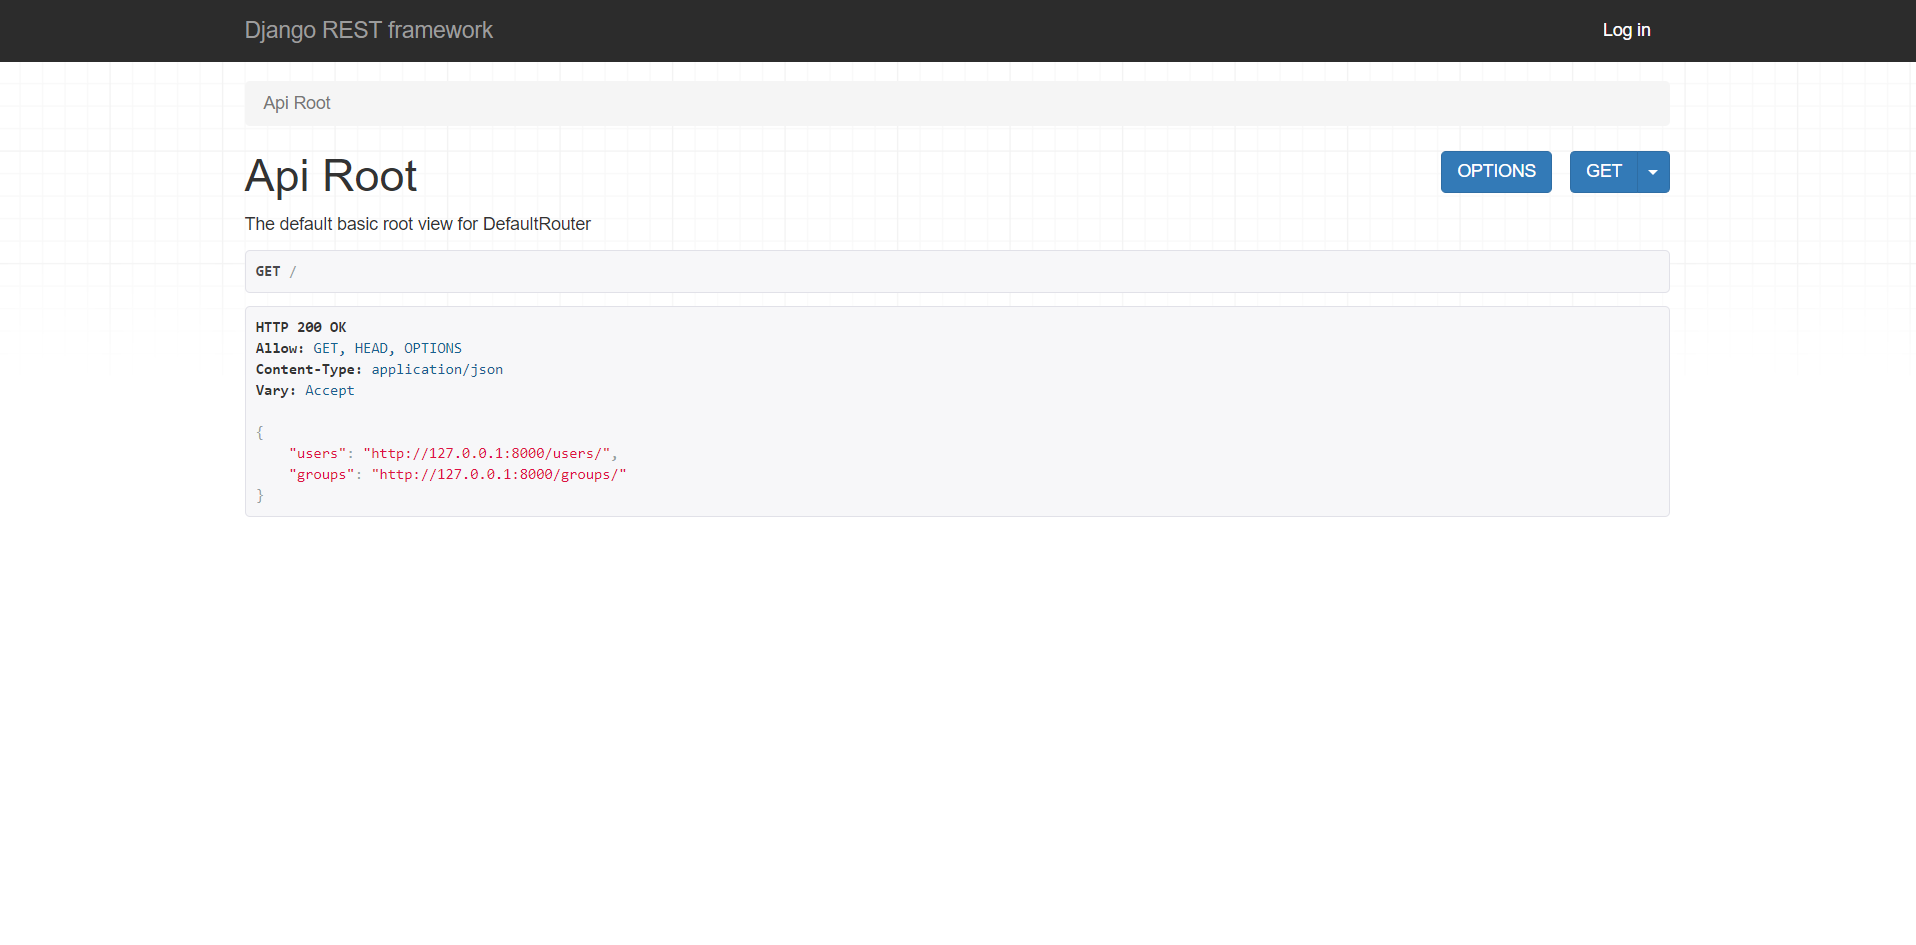 Django REST framework
Log in
Api Root
Api Root
OPTIONS
GET
The default basic root view for DefaultRouter
GET /
HTTP 200 OK
Allow: GET, HEAD, OPTIONS
Content-Type: application/json
Vary: Accept
{
    "users": "http://127.0.0.1:8000/users/",
    "groups": "http://127.0.0.1:8000/groups/"
}